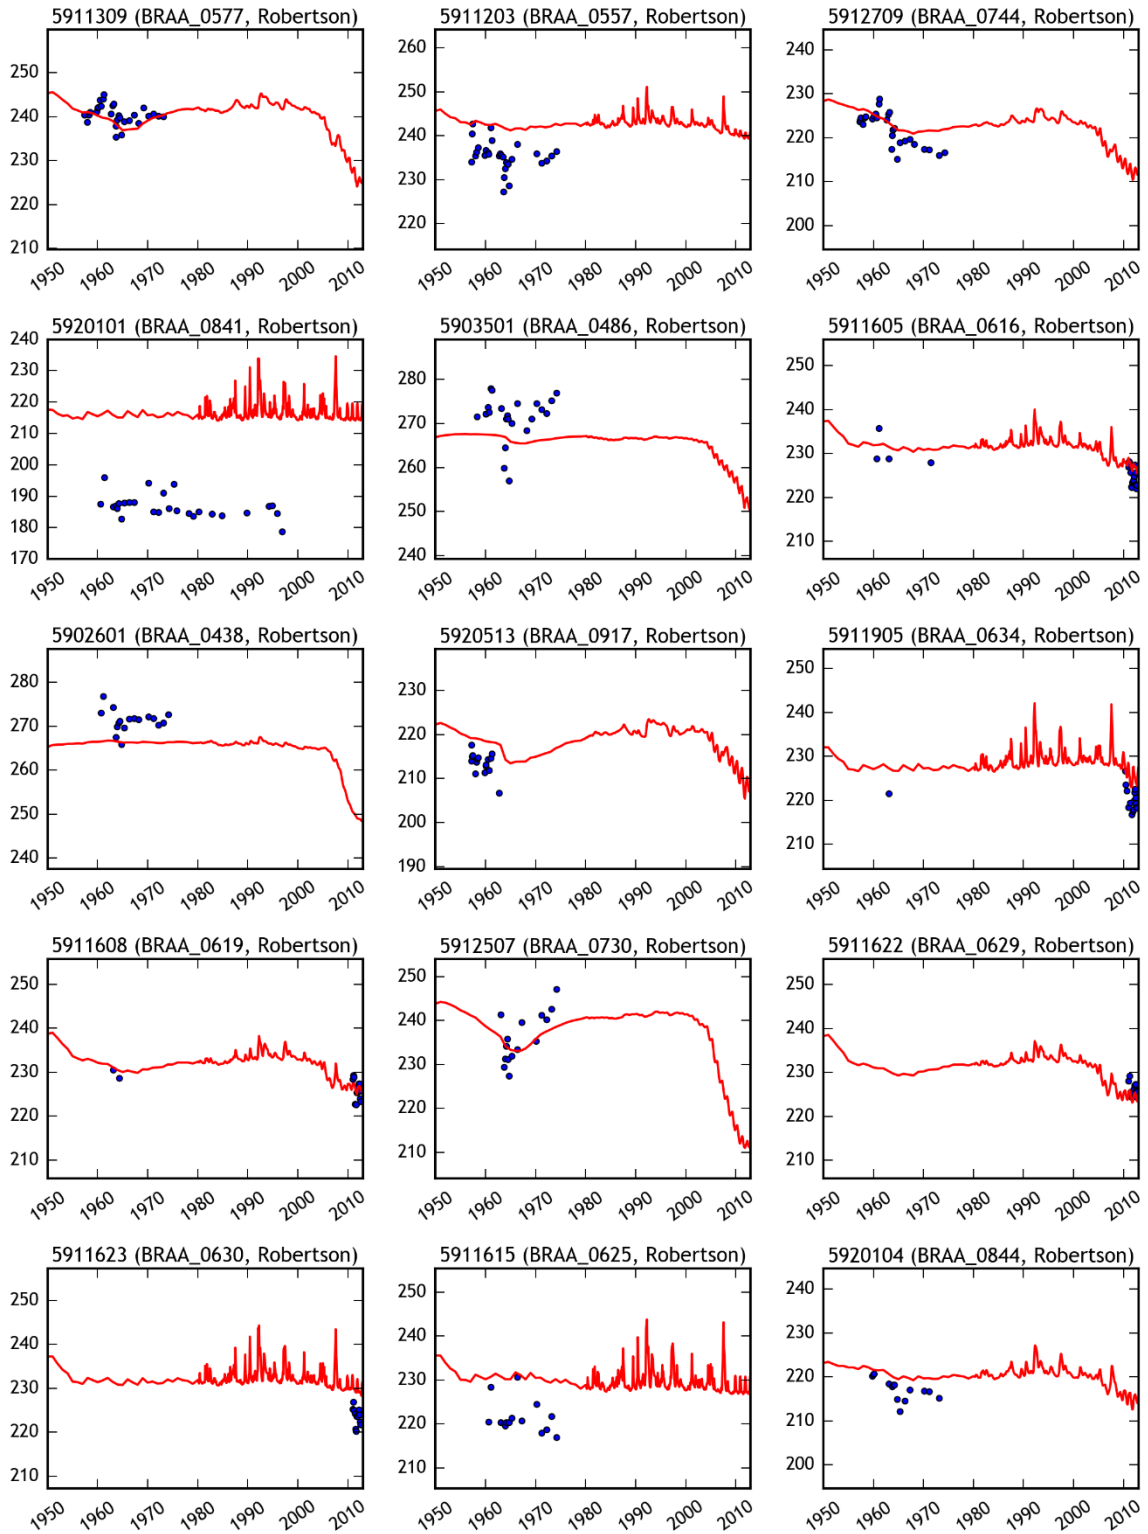 5911309 (BRAA_0577, Robertson) 5911203 (BRAA_0557, Robertson) 5912709 (BRAA_0744, Robertson)
250 240 230 220 210
260 250 240 230 220
240 230 220 210 200
1950 1960 1970 1980 1990 2000 2010 1950 1960 1970 1980 1990 2000 2010 1950 1960 1970 1980 1990 2000 2010
5920101 (BRAA_0841, Robertson) 5903501 (BRAA_0486, Robertson) 5911605 (BRAA_0616, Robertson)
240 230 220 210 200 190 180 170
280 270 260 250 240
250 240 230 220 210
1950 1960 1970 1980 1990 2000 2010 1950 1960 1970 1980 1990 2000 2010 1950 1960 1970 1980 1990 2000 2010
5902601 (BRAA_0438, Robertson) 5920513 (BRAA_0917, Robertson) 5911905 (BRAA_0634, Robertson)
280 270 260 250 240
230 220 210 200 190
250 240 230 220 210
1950 1960 1970 1980 1990 2000 2010 1950 1960 1970 1980 1990 2000 2010 1950 1960 1970 1980 1990 2000 2010
5911608 (BRAA_0619, Robertson) 5912507 (BRAA_0730, Robertson) 5911622 (BRAA_0629, Robertson)
250 240 230 220 210
250 240 230 220 210
250 240 230 220 210
1950 1960 1970 1980 1990 2000 2010 1950 1960 1970 1980 1990 2000 2010 1950 1960 1970 1980 1990 2000 2010
5911623 (BRAA_0630, Robertson) 5911615 (BRAA_0625, Robertson) 5920104 (BRAA_0844, Robertson)
250 240 230 220 210
250 240 230 220 210
240 230 220 210 200
1950 1960 1970 1980 1990 2000 2010 1950 1960 1970 1980 1990 2000 2010 1950 1960 1970 1980 1990 2000 2010